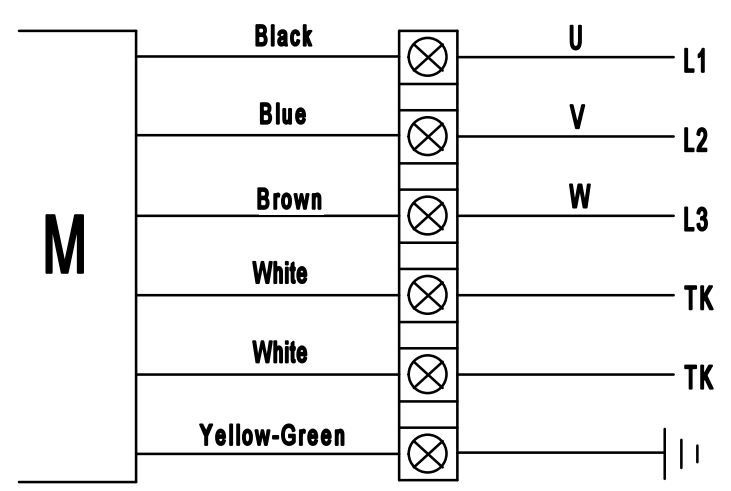 Black U L1
Blue V L2
Brown W L3
M
White TK
White TK
Yellow-Green